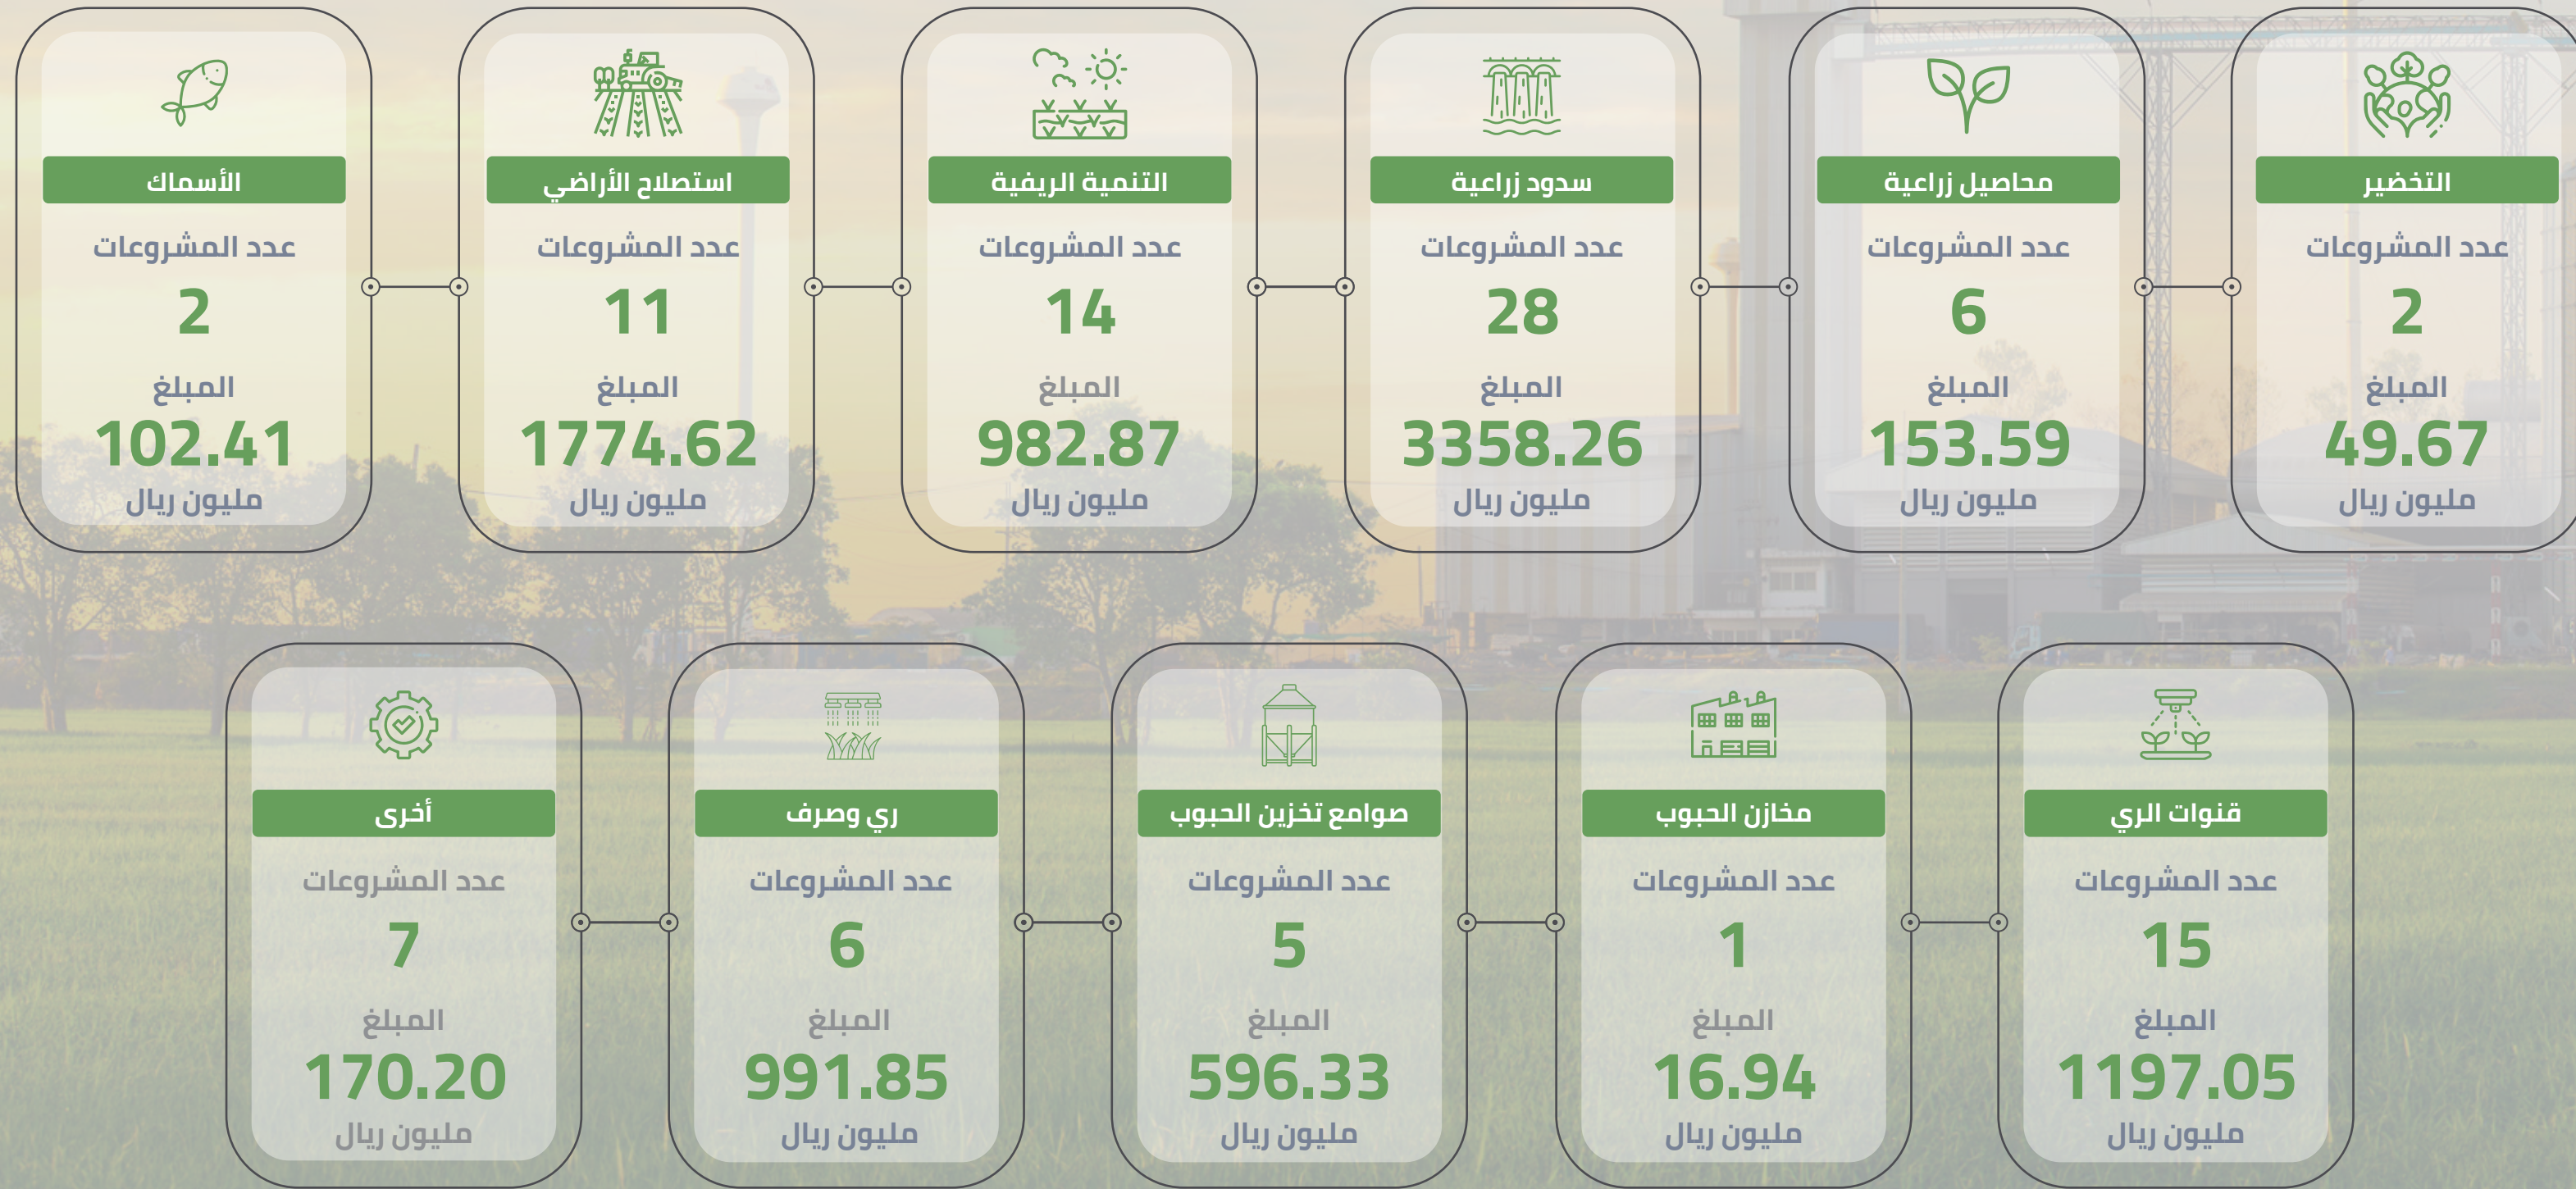 التخضير
عدد المشروعات
2
المبلغ
49.67
مليون ريال
محاصيل زراعية
عدد المشروعات
6
المبلغ
153.59
مليون ريال
سدود زراعية
عدد المشروعات
28
المبلغ
3358.26
مليون ريال
التنمية الريفية
عدد المشروعات
14
المبلغ
982.87
مليون ريال
استصلاح الأراضي
عدد المشروعات
11
المبلغ
1774.62
مليون ريال
الأسماك
عدد المشروعات
2
المبلغ
102.41
مليون ريال
قنوات الري
عدد المشروعات
15
المبلغ
1197.05
مليون ريال
مخازن الحبوب
عدد المشروعات
1
المبلغ
16.94
مليون ريال
صوامع تخزين الحبوب
عدد المشروعات
5
المبلغ
596.33
مليون ريال
ري وصرف
عدد المشروعات
6
المبلغ
991.85
مليون ريال
أخرى
عدد المشروعات
7
المبلغ
170.20
مليون ريال